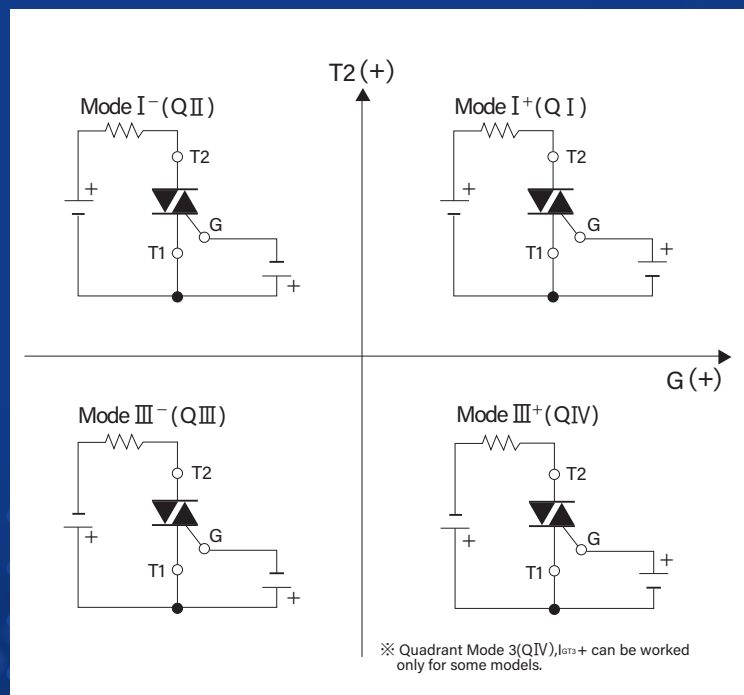 T2(+)
Mode Ⅰ⁻(QⅡ)
+
T2
G
T1
+
Mode Ⅰ⁺(QⅠ)
+
T2
G
T1
+
G(+)
Mode Ⅲ⁻(QⅢ)
T2
+
G
T1
+
Mode Ⅲ⁺(QⅣ)
T2
+
G
T1
+
※ Quadrant Mode 3(QⅣ),IGT3+ can be worked
only for some models.